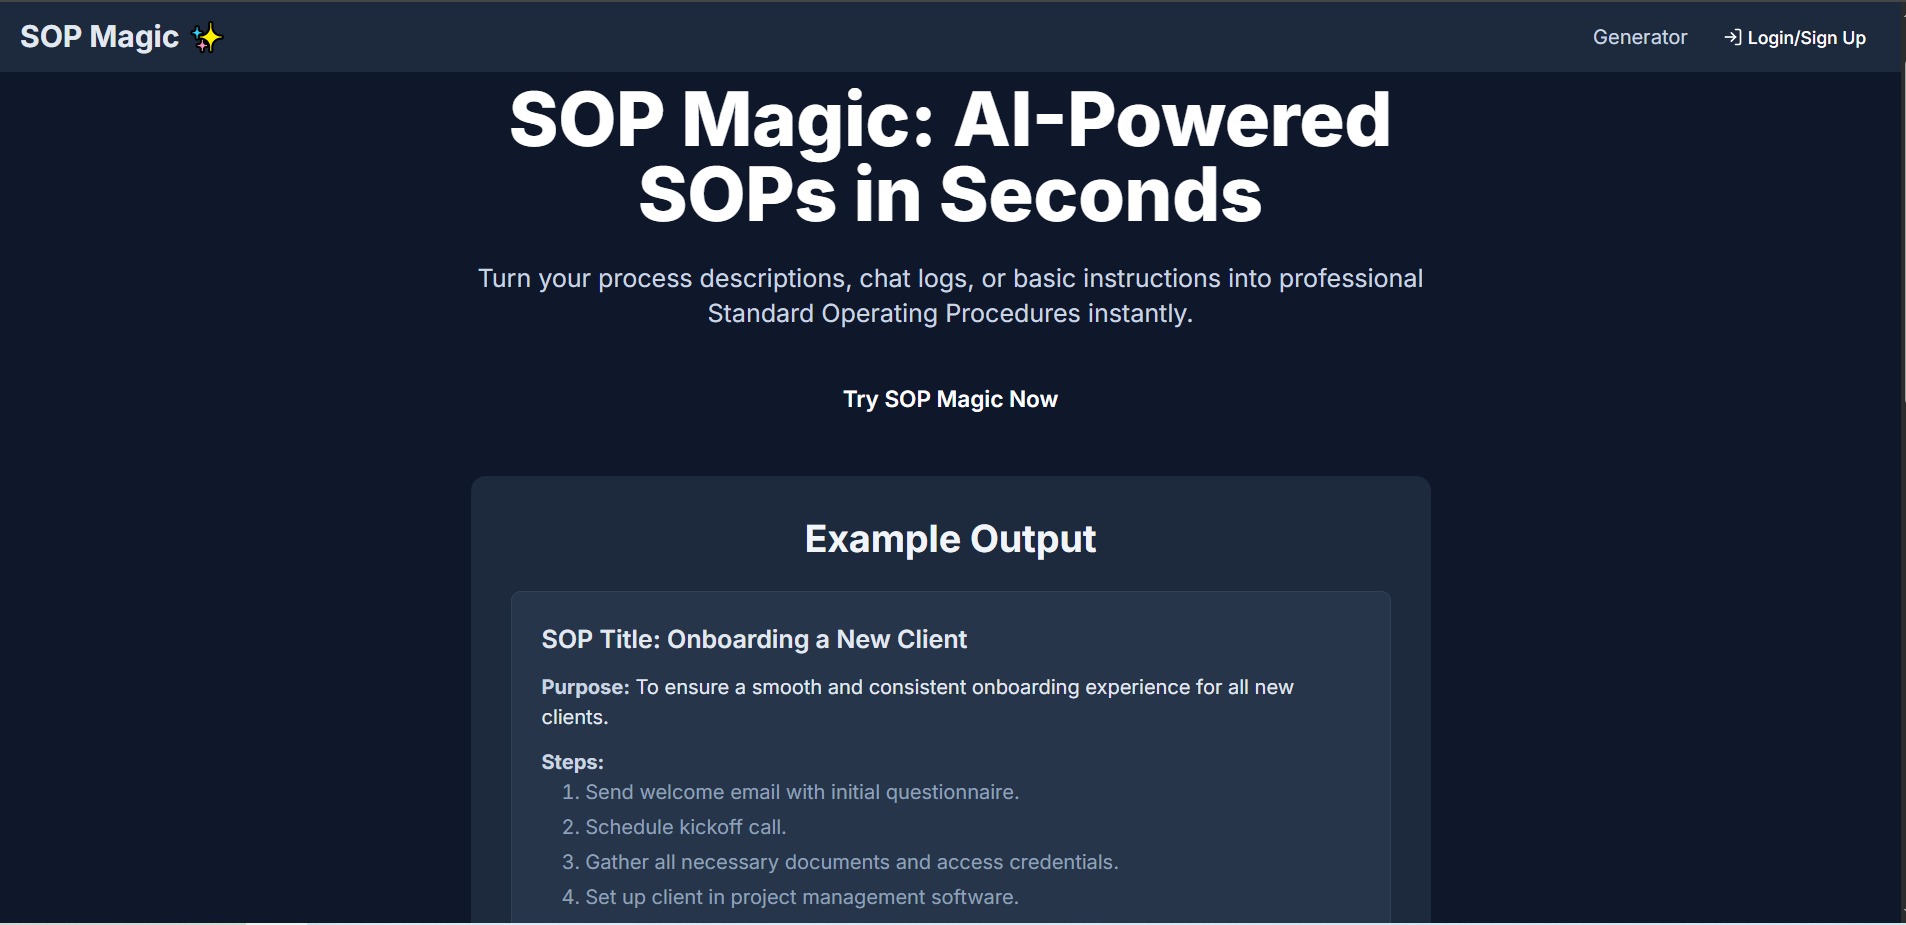 SOP Magic ✨
Generator
Login/Sign Up
SOP Magic: AI-Powered
SOPs in Seconds
Turn your process descriptions, chat logs, or basic instructions into professional
Standard Operating Procedures instantly.
Try SOP Magic Now
Example Output
SOP Title: Onboarding a New Client
Purpose: To ensure a smooth and consistent onboarding experience for all new
clients.
Steps:
1. Send welcome email with initial questionnaire.
2. Schedule kickoff call.
3. Gather all necessary documents and access credentials.
4. Set up client in project management software.